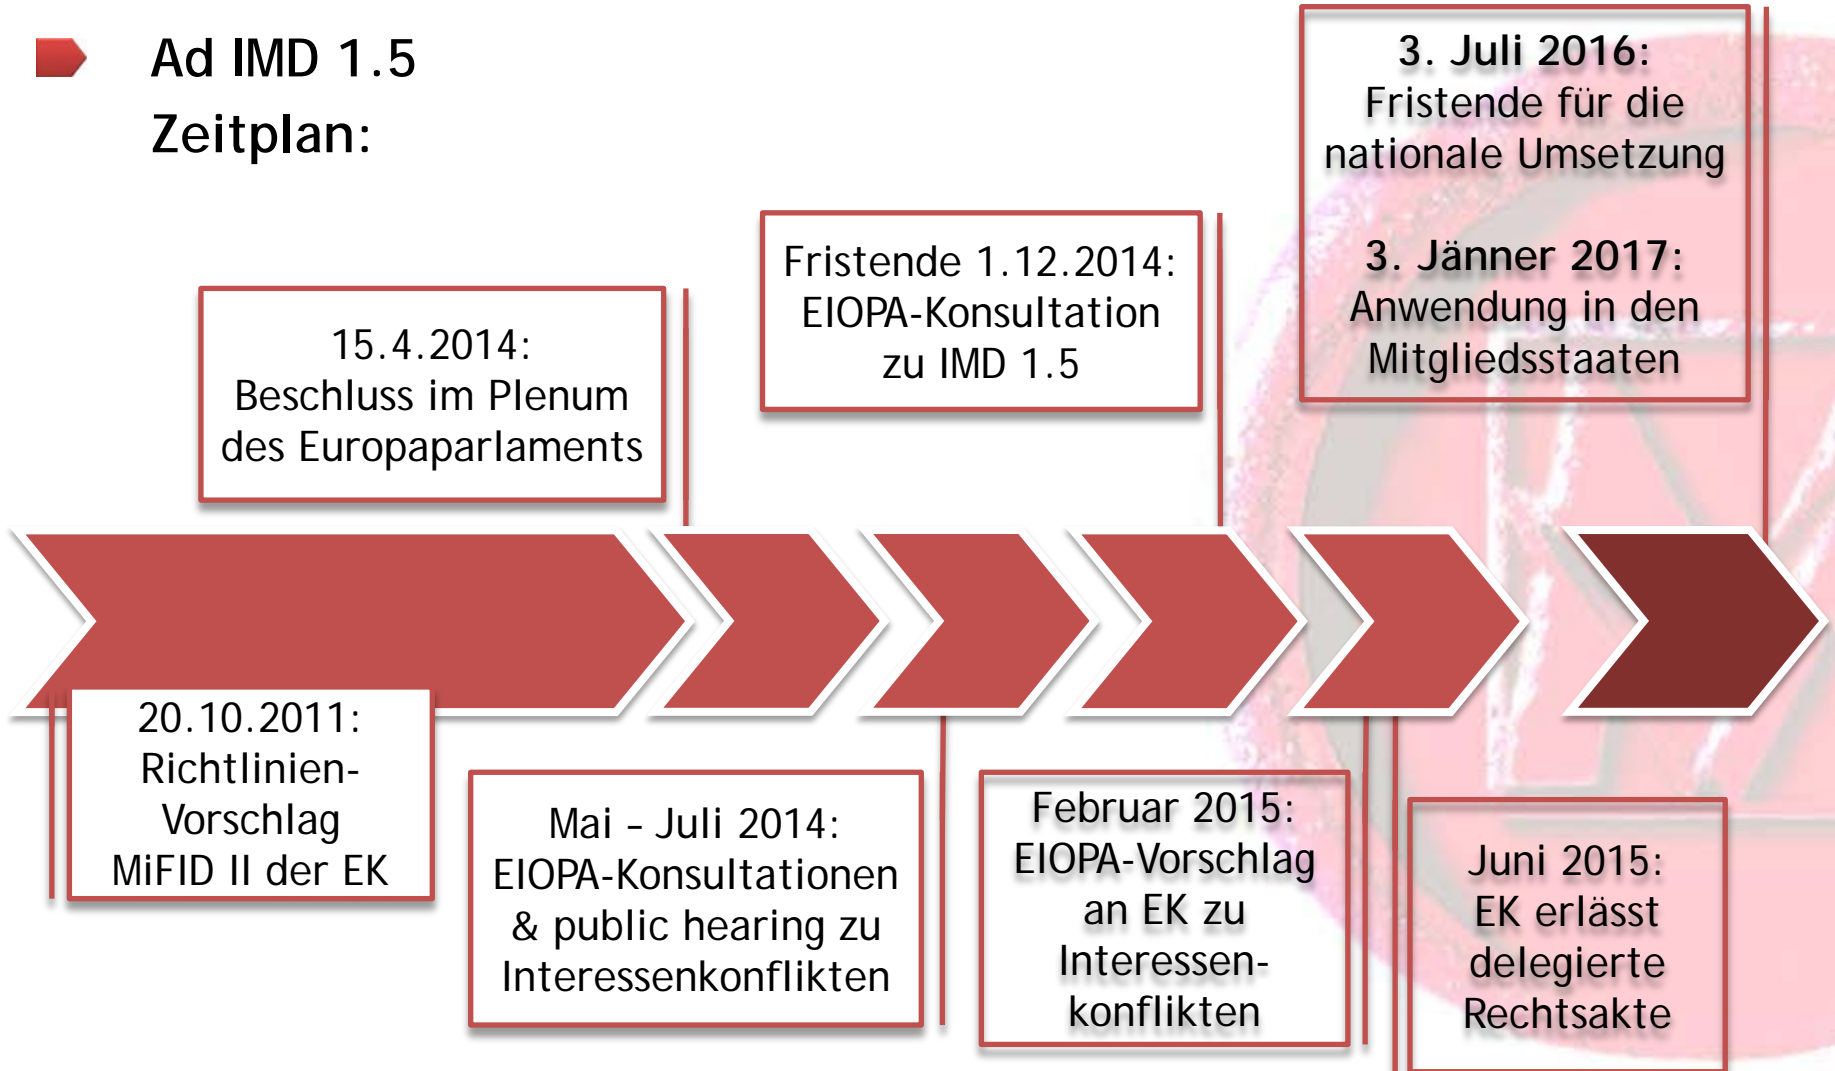 Ad IMD 1.5
Zeitplan:
3. Juli 2016:
Fristende für die
nationale Umsetzung
3. Jänner 2017:
Anwendung in den
Mitgliedsstaaten
Fristende 1.12.2014:
EIOPA-Konsultation
zu IMD 1.5
15.4.2014:
Beschluss im Plenum
des Europaparlaments
20.10.2011:
Richtlinien-
Vorschlag
MiFID II der EK
Mai – Juli 2014:
EIOPA-Konsultationen
& public hearing zu
Interessenkonflikten
Februar 2015:
EIOPA-Vorschlag
an EK zu
Interessen-
konflikten
Juni 2015:
EK erlässt
delegierte
Rechtsakte